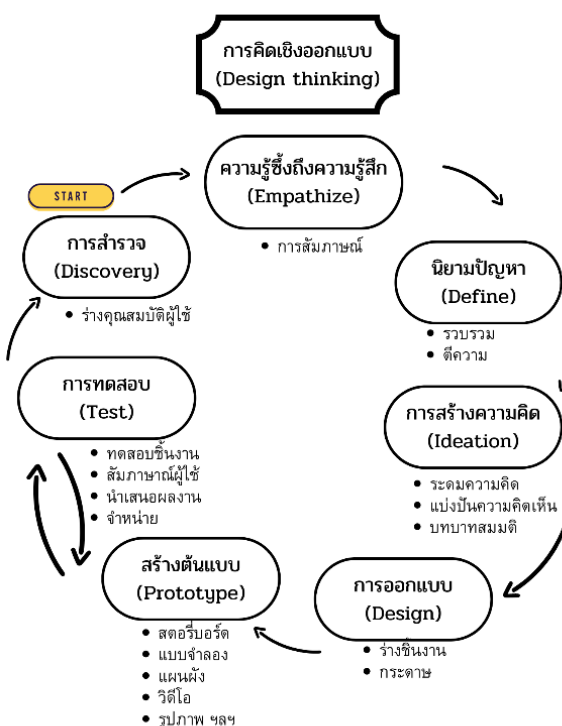 การคิดเชิงออกแบบ
(Design thinking)
START
การสำรวจ
(Discovery)
• ร่างคุณสมบัติผู้ใช้
ความรู้ซึ้งถึงความรู้สึก
(Empathize)
• การสัมภาษณ์
นิยามปัญหา
(Define)
• รวบรวม
• ตีความ
การสร้างความคิด
(Ideation)
• ระดมความคิด
• แบ่งปันความคิดเห็น
• บทบาทสมมติ
การออกแบบ
(Design)
• ร่างชิ้นงาน
• กระดาษ
สร้างต้นแบบ
(Prototype)
• สตอรี่บอร์ด
• แบบจำลอง
• แผนผัง
• วิดีโอ
• รูปภาพ ฯลฯ
การทดสอบ
(Test)
• ทดสอบชิ้นงาน
• สัมภาษาณ์ผู้ใช้
• นำเสนอผลงาน
• จำหน่าย